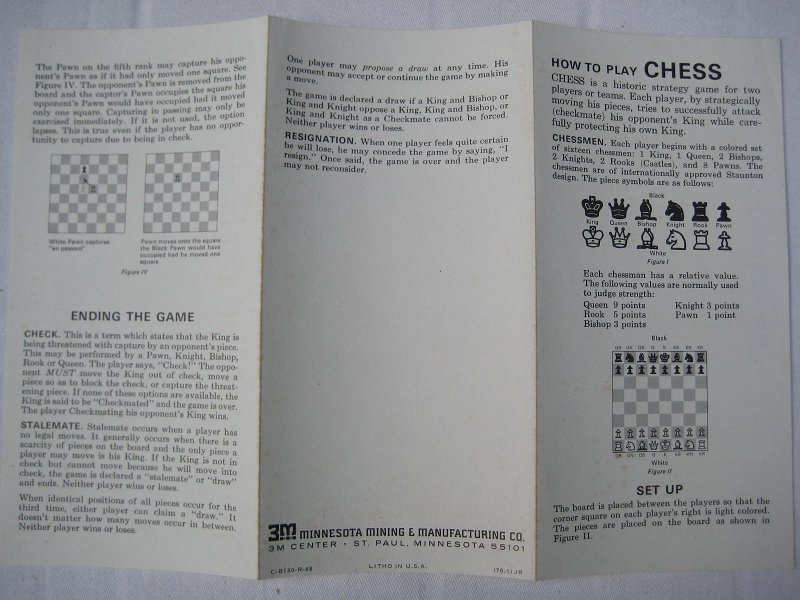 The Pawn on the fifth rank may capture his oppo-
nent's Pawn as if it had only moved one square. See
Figure IV. The opponent's Pawn is removed from the
board and the captor's Pawn occupies the square his
opponent's Pawn would have occupied had it moved
only one square. Capturing in passing may only be
exercised immediately. If it is not used, the option
lapses. This is true even if the player has no oppor-
tunity to capture due to being in check.
White Pawn captures
"en passant"
Pawn moves onto the square
the Black Pawn would have
occupied had he moved one
square
Figure IV
ENDING THE GAME
CHECK. This is a term which states that the King is
being threatened with capture by an opponent's piece.
This may be performed by a Pawn, Knight, Bishop,
Rook or Queen. The player says, "Check!" The oppo-
nent MUST move the King out of check, move a
piece so as to block the check, or capture the threat-
ening piece. If none of these options are available, the
King is said to be "Checkmated" and the game is over.
The player Checkmating his opponent's King wins.
STALEMATE. Stalemate occurs when a player has
no legal moves. It generally occurs when there is a
scarcity of pieces on the board and the only piece a
player may move is his King. If the King is not in
check but cannot move because he will move into
check, the game is declared a "stalemate" or "draw"
and ends. Neither player wins or loses.
When identical positions of all pieces occur for the
third time, either player can claim a "draw." It
doesn't matter how many moves occur in between.
Neither player wins or loses.
One player may propose a draw at any time. His
opponent may accept or continue the game by making
a move.
The game is declared a draw if a King and Bishop or
King and Knight oppose a King, King and Bishop, or
King and Knight as a Checkmate cannot be forced.
Neither player wins or loses.
RESIGNATION. When one player feels quite certain
he will lose, he may concede the game by saying, "I
resign." Once said, the game is over and the player
may not reconsider.
3M MINNESOTA MINING & MANUFACTURING CO.
3M CENTER · ST. PAUL, MINNESOTA 55101
C-B130-R-68
LITHO IN U.S.A.
(78.1)JR
HOW TO PLAY CHESS
CHESS is a historic strategy game for two
players or teams. Each player, by strategically
moving his pieces, tries to successfully attack
(checkmate) his opponent's King while care-
fully protecting his own King.
CHESSMEN. Each player begins with a colored set
of sixteen chessmen: 1 King, 1 Queen, 2 Bishops,
2 Knights, 2 Rooks (Castles), and 8 Pawns. The
chessmen are of internationally approved Staunton
design. The piece symbols are as follows:
Black
King Queen Bishop Knight Rook Pawn
White
Figure I
Each chessman has a relative value.
The following values are normally used
to judge strength:
Queen 9 points Knight 3 points
Rook 5 points Pawn 1 point
Bishop 3 points
Black
QR QN QB Q K KB KN KR
QR QN QB Q K KB KN KR
White
Figure II
SET UP
The board is placed between the players so that the
corner square on each player's right is light colored.
The pieces are placed on the board as shown in
Figure II.